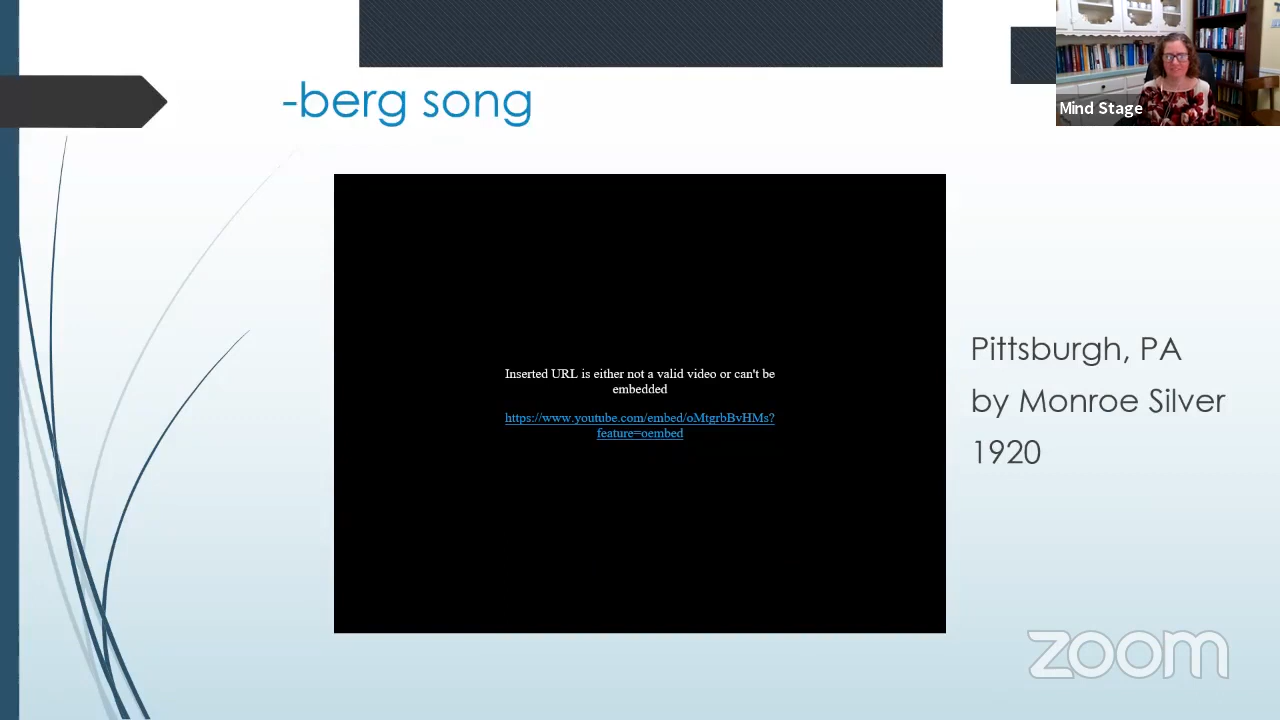 -berg song
Mind Stage
Inserted URL is either not a valid video or can't be
embedded
https://www.youtube.com/embed/oMtgrbBvHMs?
feature=oembed
Pittsburgh, PA
by Monroe Silver
1920
zoom